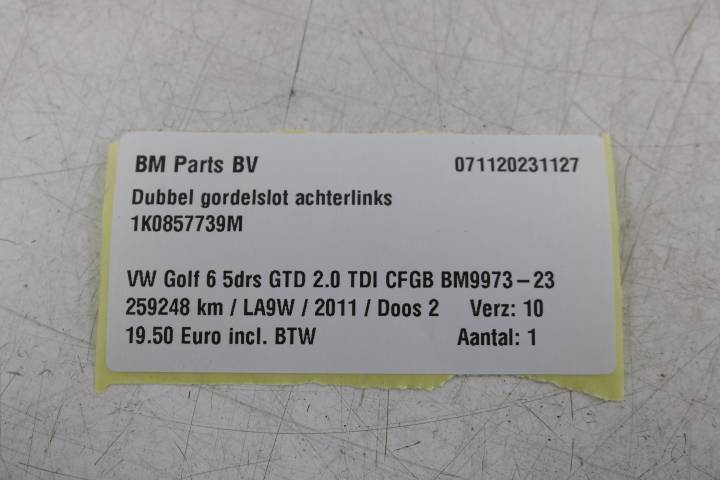 BM Parts BV 071120231127
Dubbel gordelslot achterlinks
1K0857739M
VW Golf 6 5drs GTD 2.0 TDI CFGB BM9973-23
259248 km / LA9W / 2011 / Doos 2 Verz: 10
19.50 Euro incl. BTW Aantal: 1